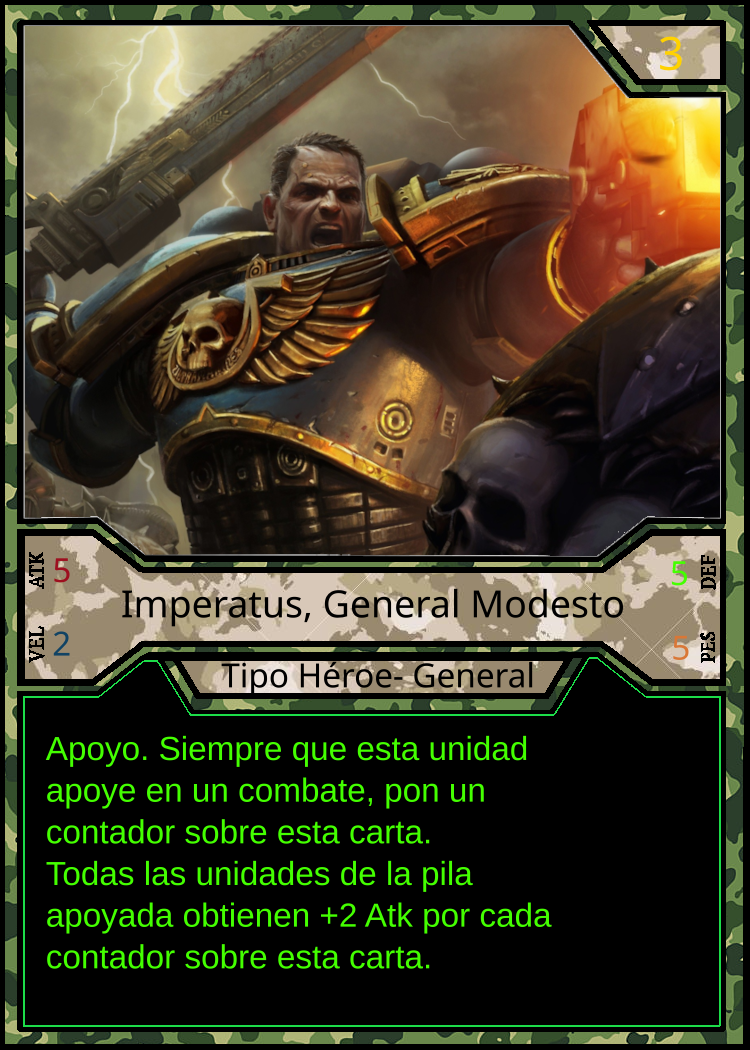 3
ATK 5
5 DEF
Imperatus, General Modesto
VEL 2
5 PES
Tipo Héroe- General
Apoyo. Siempre que esta unidad
apoye en un combate, pon un
contador sobre esta carta.
Todas las unidades de la pila
apoyada obtienen +2 Atk por cada
contador sobre esta carta.